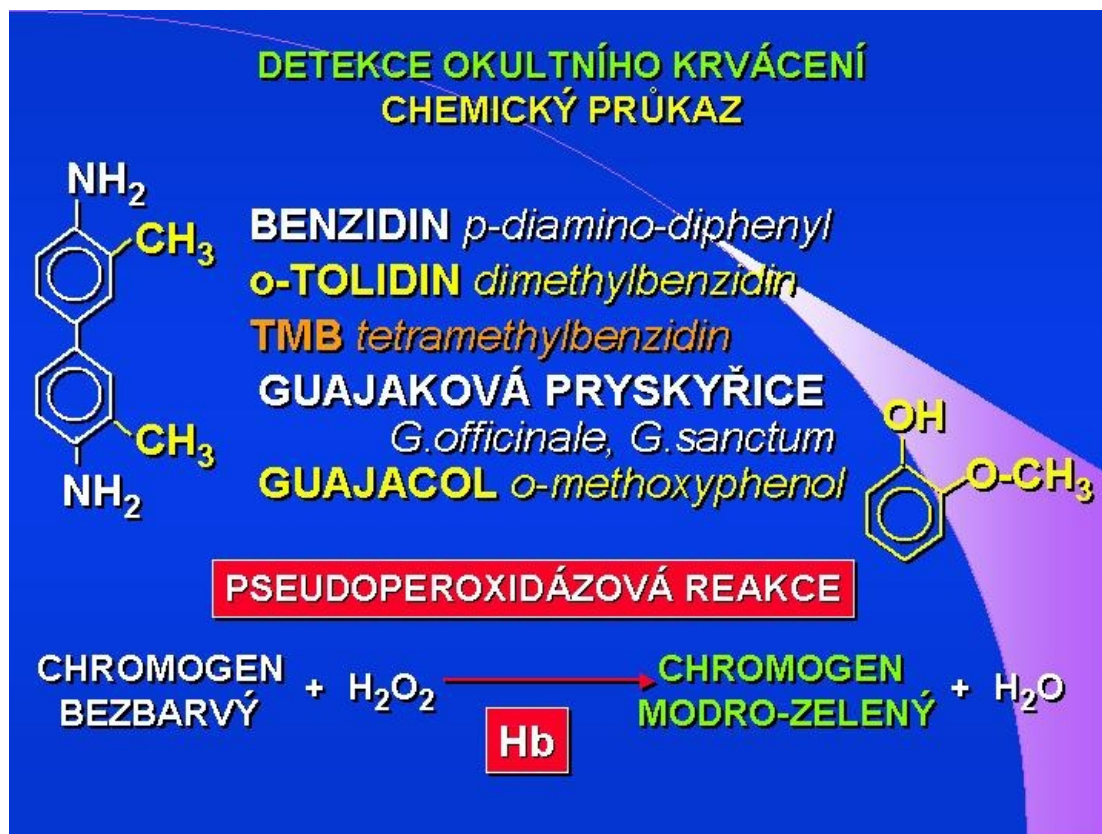 DETEKCE OKULTNÍHO KRVÁCENÍ
CHEMICKÝ PRŮKAZ
NH₂
CH₃
CH₃
NH₂
BENZIDIN p-diamino-diphenyl
o-TOLIDIN dimethylbenzidin
TMB tetramethylbenzidin
GUAJAKOVÁ PRYSKYŘICE
G.officinale, G.sanctum
GUAJACOL o-methoxyphenol
OH
O-CH₃
PSEUDOPEROXIDÁZOVÁ REAKCE
CHROMOGEN BEZBARVÝ + H₂O₂
Hb
CHROMOGEN MODRO-ZELENÝ + H₂O